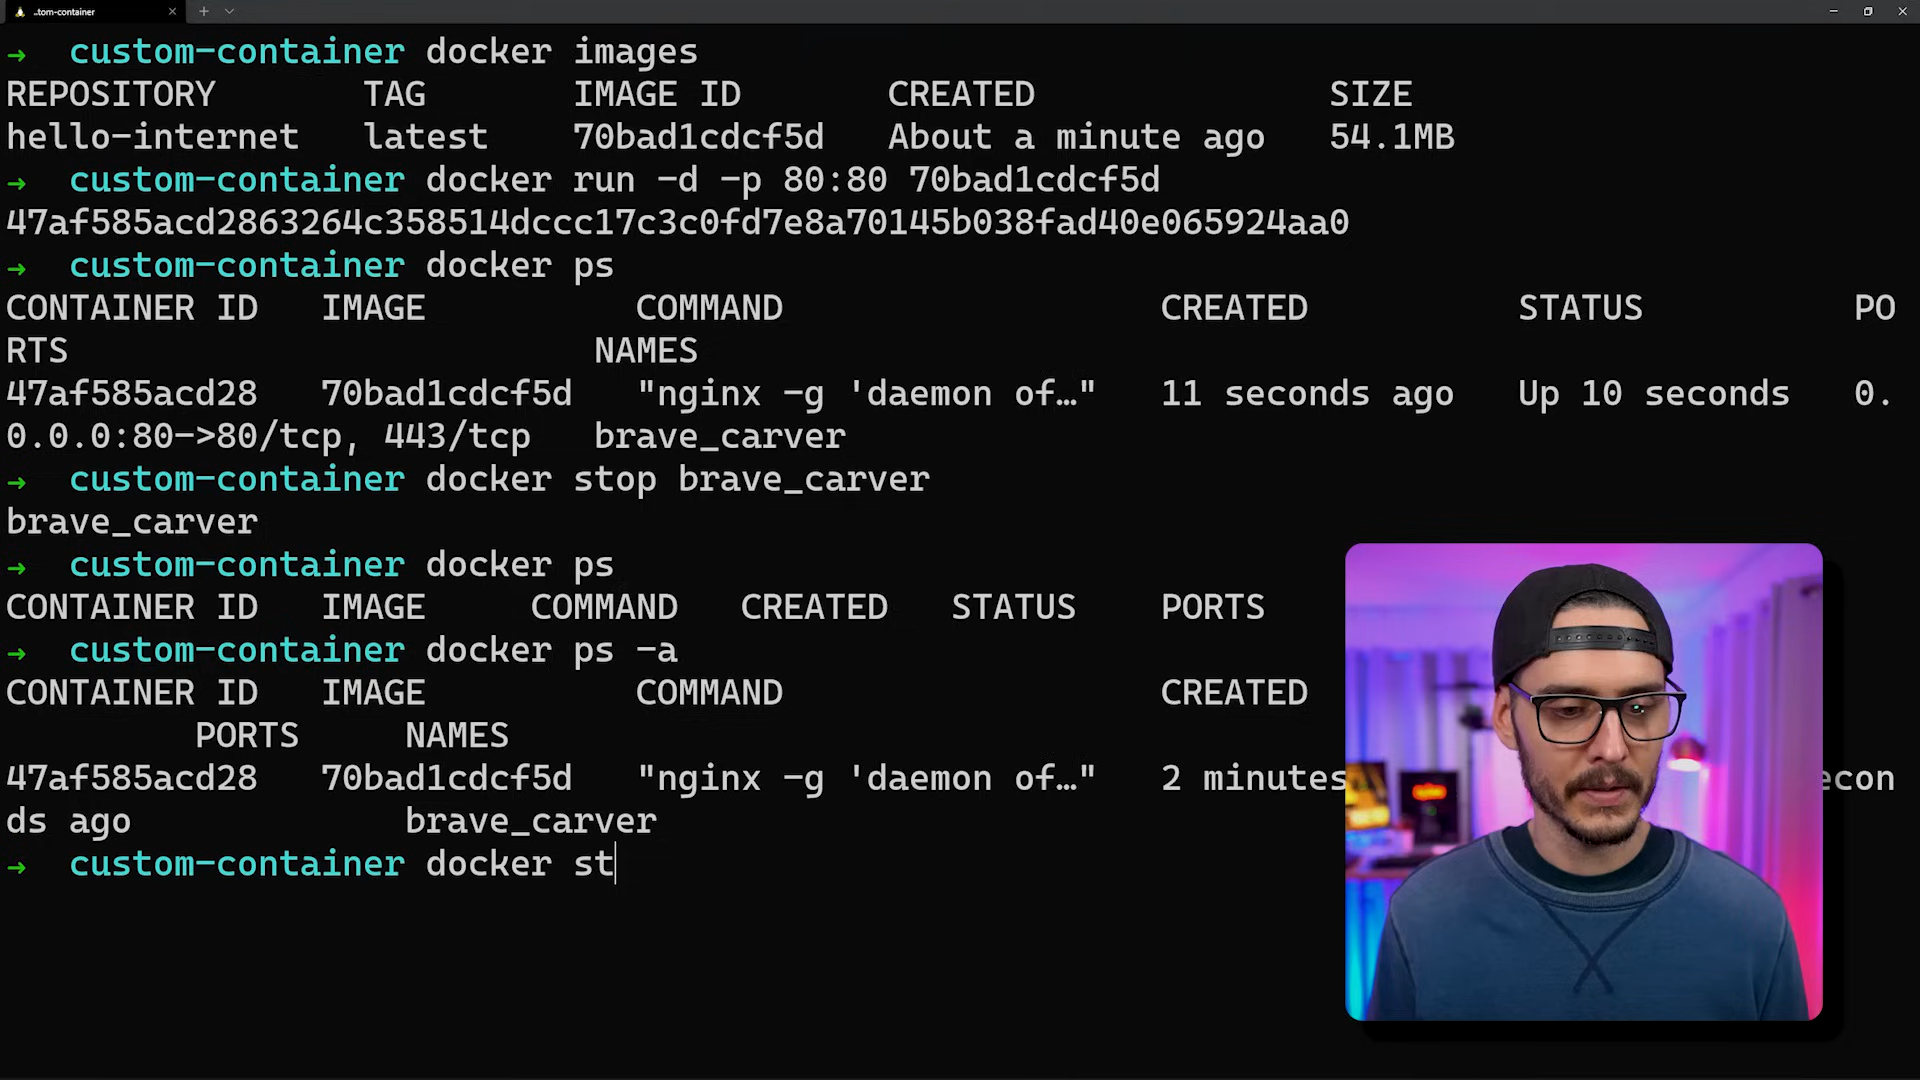 ..tom-container
→ custom-container docker images
REPOSITORY TAG IMAGE ID CREATED SIZE
hello-internet latest 70bad1cdcf5d About a minute ago 54.1MB
→ custom-container docker run -d -p 80:80 70bad1cdcf5d
47af585acd2863264c358514dccc17c3c0fd7e8a70145b038fad40e065924aa0
→ custom-container docker ps
CONTAINER ID IMAGE COMMAND CREATED STATUS PO
RTS NAMES
47af585acd28 70bad1cdcf5d "nginx -g 'daemon of…" 11 seconds ago Up 10 seconds 0.
0.0.0:80->80/tcp, 443/tcp brave_carver
→ custom-container docker stop brave_carver
brave_carver
→ custom-container docker ps
CONTAINER ID IMAGE COMMAND CREATED STATUS PORTS
→ custom-container docker ps -a
CONTAINER ID IMAGE COMMAND CREATED
PORTS NAMES
47af585acd28 70bad1cdcf5d "nginx -g 'daemon of…" 2 minutes econ
ds ago brave_carver
→ custom-container docker st